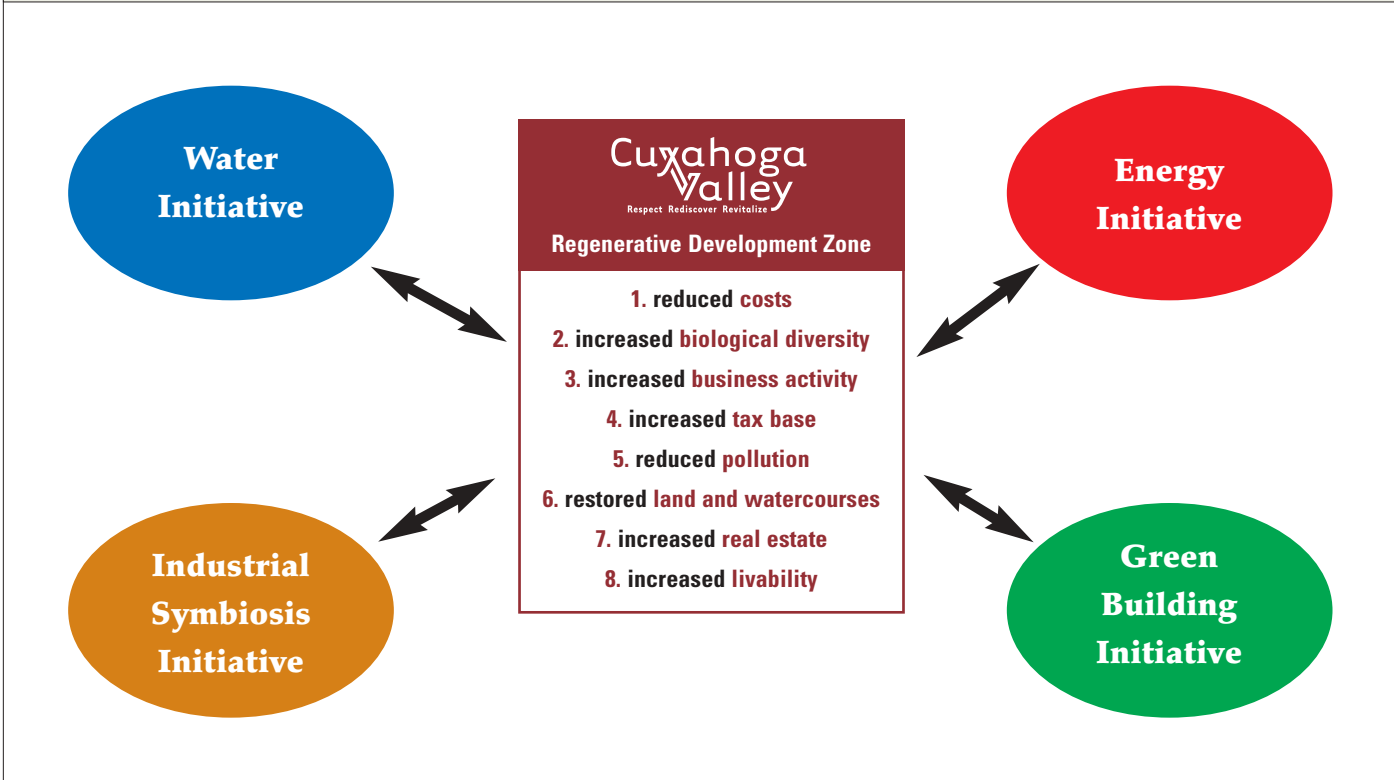 Water
Initiative
Cuyahoga
Valley
Respect Rediscover Revitalize
Regenerative Development Zone
1. reduced costs
2. increased biological diversity
3. increased business activity
4. increased tax base
5. reduced pollution
6. restored land and watercourses
7. increased real estate
8. increased livability
Energy
Initiative
Industrial
Symbiosis
Initiative
Green
Building
Initiative